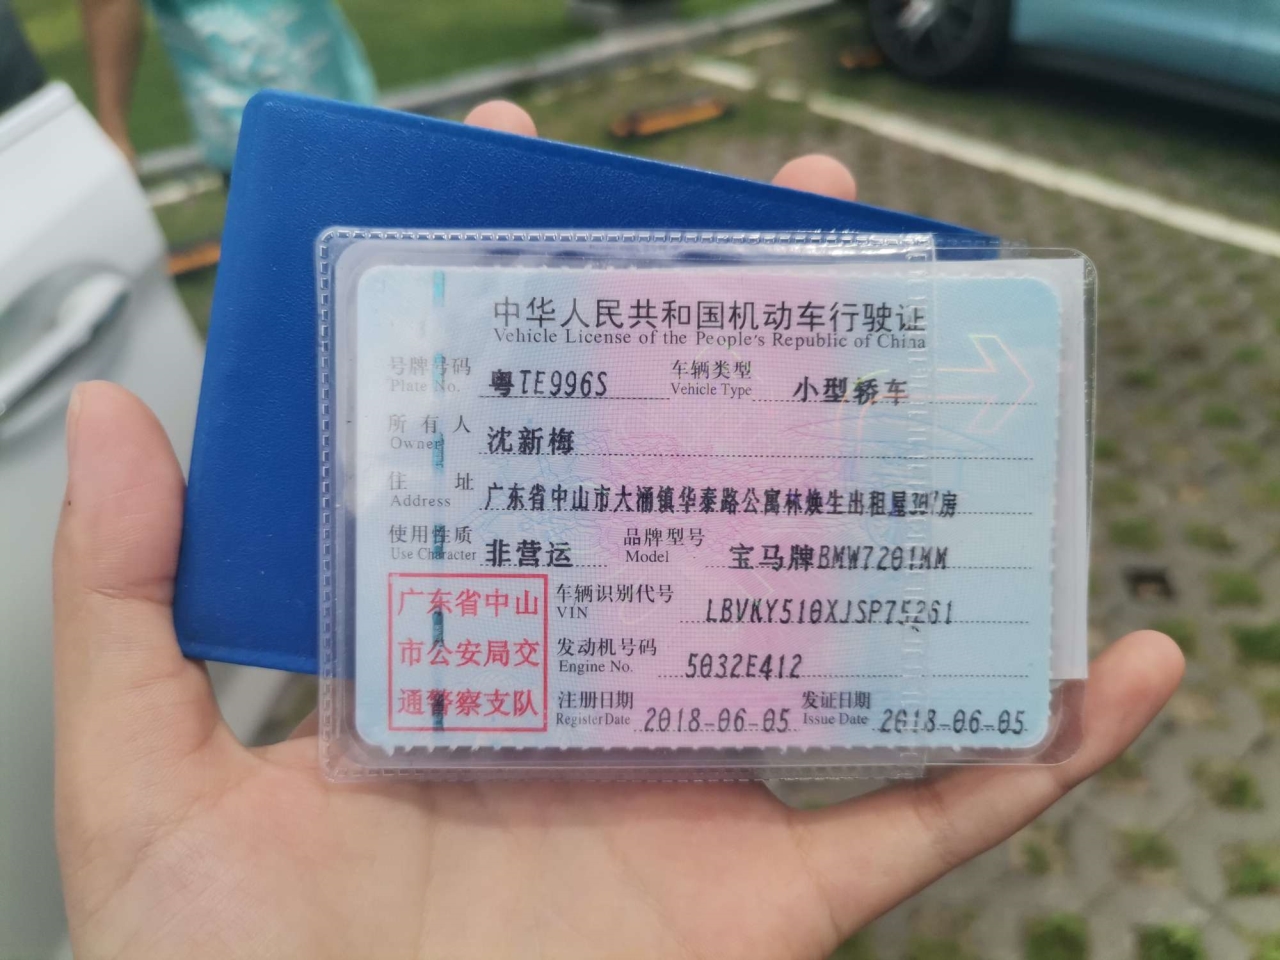 中华人民共和国机动车行驶证
Vehicle License of the People's Republic of China
号牌号码 Plate No. 粤TE996S 车辆类型 Vehicle Type 小型轿车
所有人 Owner 沈新梅
住址 Address 广东省中山市大涌镇华泰路公寓林焕生出租屋307房
使用性质 Use Character 非营运 品牌型号 Model 宝马牌BMW7201MM
广东省中山
市公安局交
通警察支队
车辆识别代号 VIN LBVKY510XJSP75261
发动机号码 Engine No. 5032E412
注册日期 Register Date 2018-06-05 发证日期 Issue Date 2018-06-05